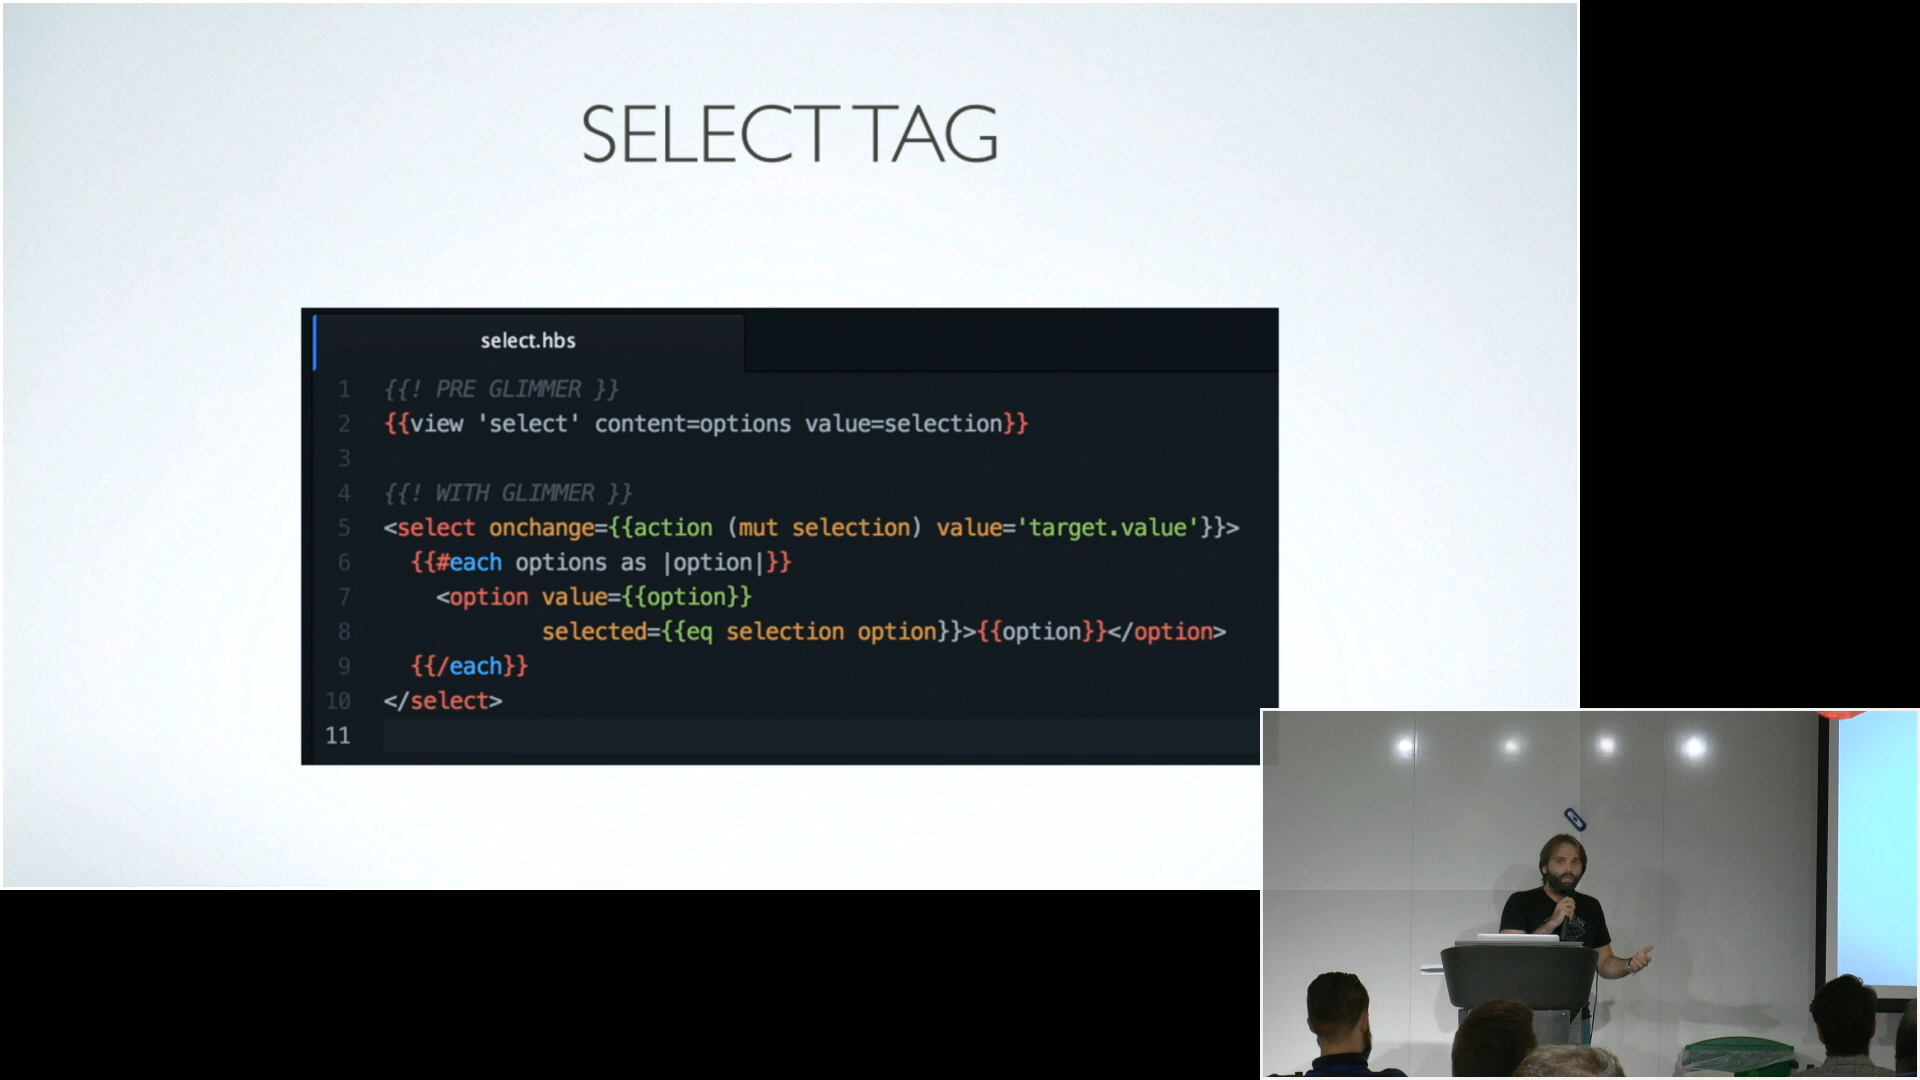 SELECT TAG
select.hbs
1 {{! PRE GLIMMER }}
2 {{view 'select' content=options value=selection}}
3
4 {{! WITH GLIMMER }}
5 <select onchange={{action (mut selection) value='target.value'}}>
6 {{#each options as |option|}}
7 <option value={{option}}
8 selected={{eq selection option}}>{{option}}</option>
9 {{/each}}
10 </select>
11